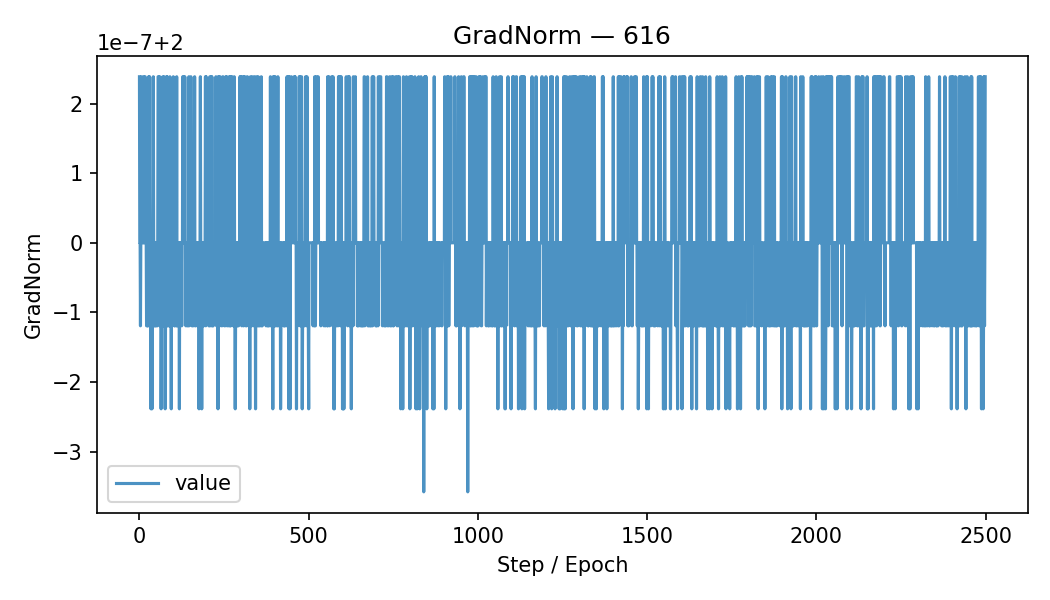 GradNorm — 616
1e−7+2
2
1
0
−1
−2
−3
GradNorm
value
0 500 1000 1500 2000 2500
Step / Epoch